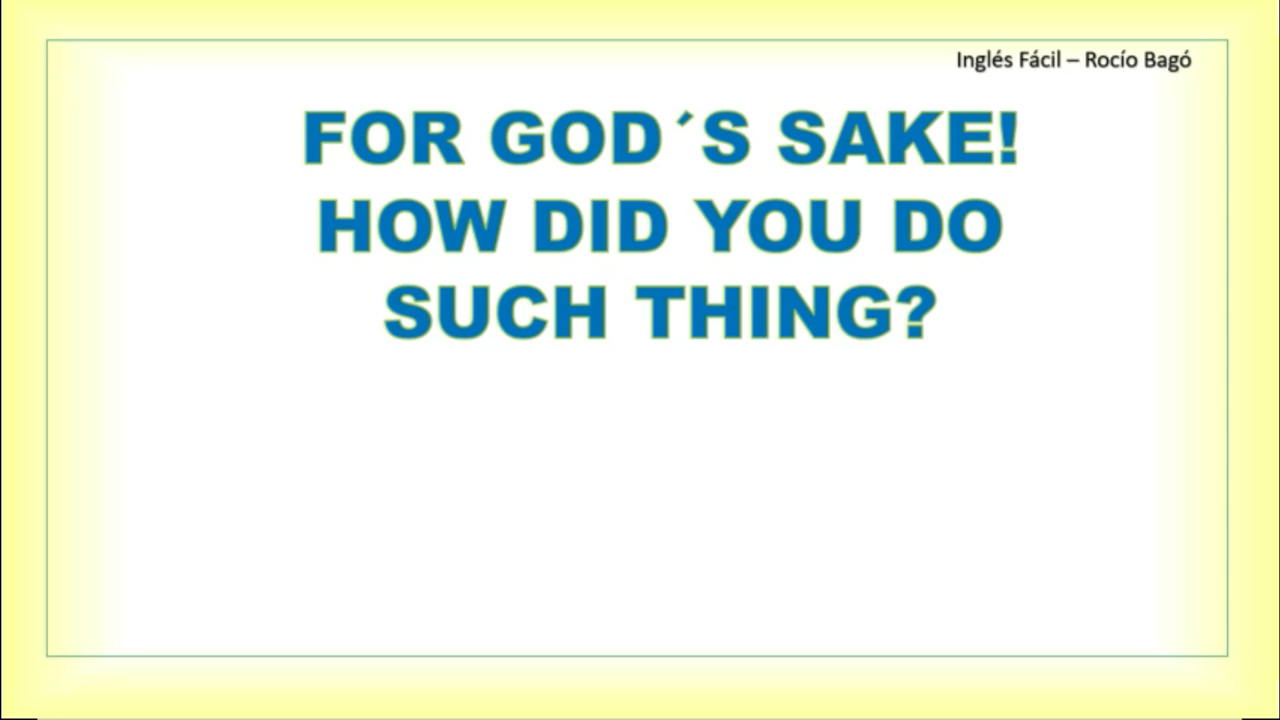 Inglés Fácil – Rocío Bagó
FOR GOD´S SAKE!
HOW DID YOU DO
SUCH THING?